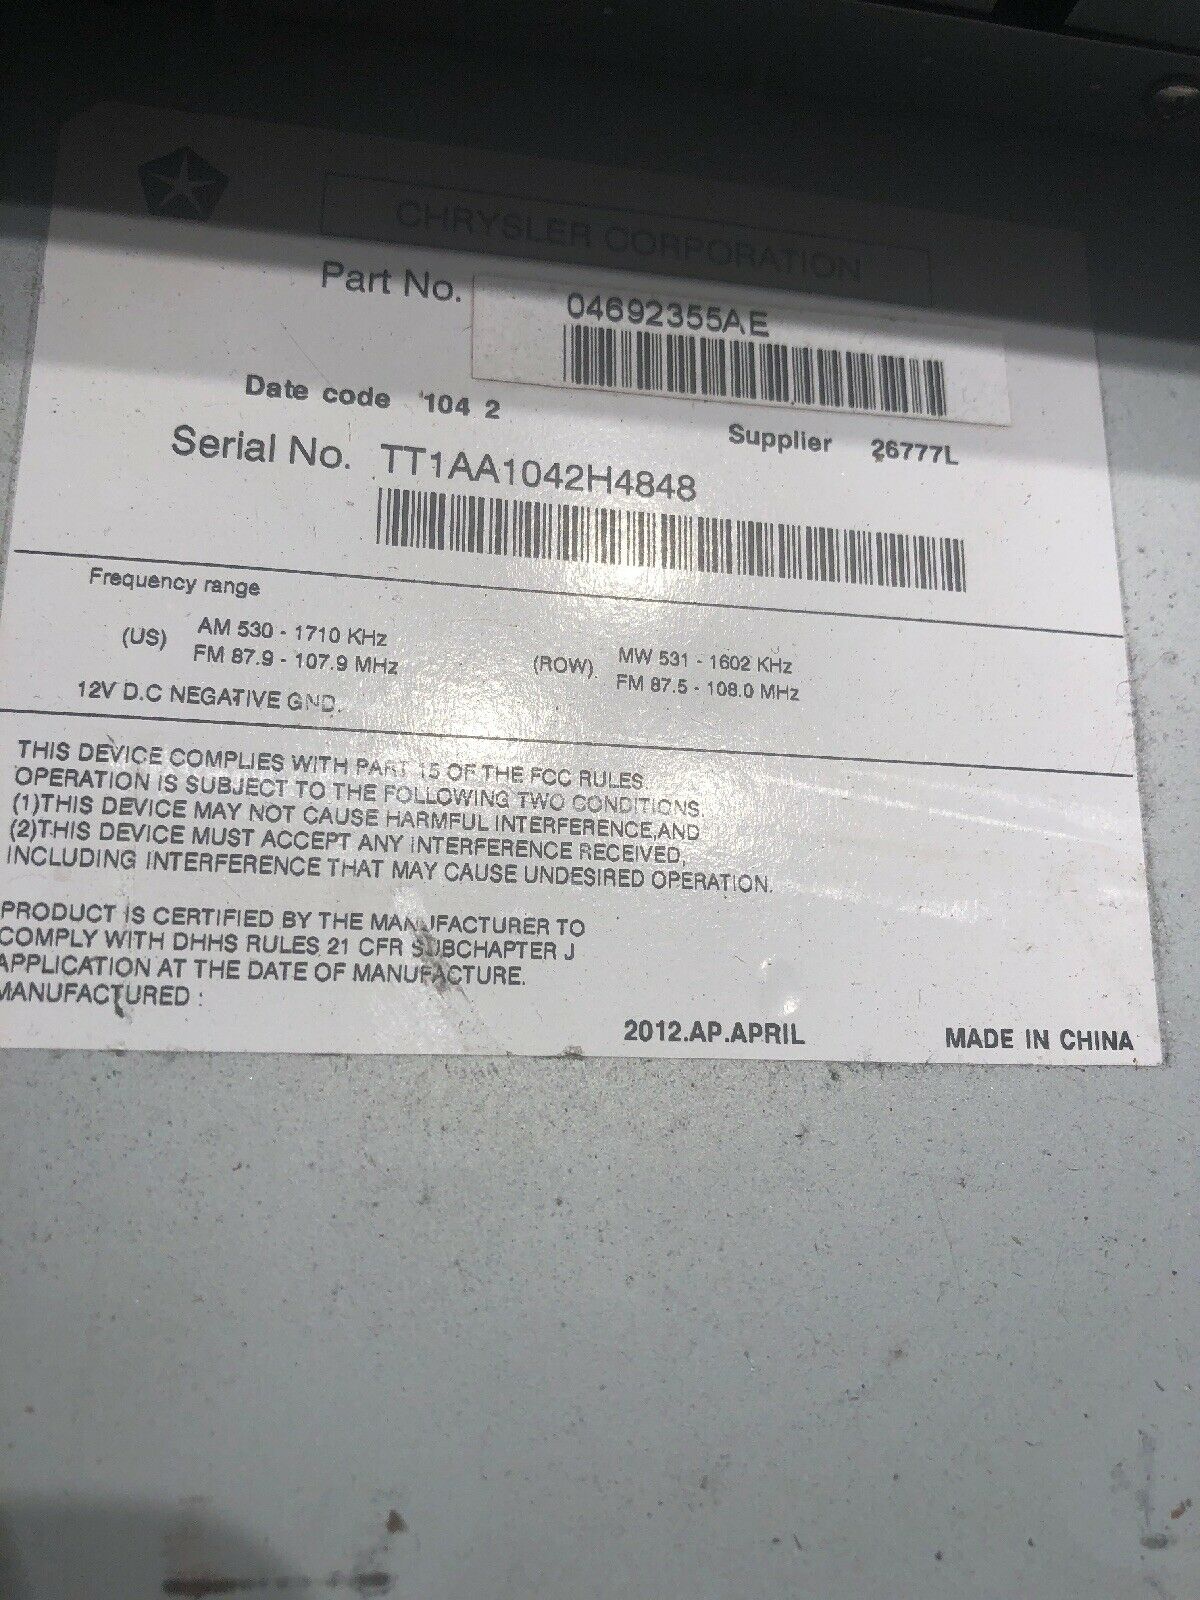 CHRYSLER CORPORATION
Part No. 04692355AE
Date code 104 2
Supplier 26777L
Serial No. TT1AA1042H4848
Frequency range
(US) AM 530 - 1710 KHz
FM 87.9 - 107.9 MHz
(ROW). MW 531 - 1602 KHz
FM 87.5 - 108.0 MHz
12V D.C NEGATIVE GND.
THIS DEVICE COMPLIES WITH PART 15 OF THE FCC RULES.
OPERATION IS SUBJECT TO THE FOLLOWING TWO CONDITIONS.
(1)THIS DEVICE MAY NOT CAUSE HARMFUL INTERFERENCE,AND
(2)THIS DEVICE MUST ACCEPT ANY INTERFERENCE RECEIVED,
INCLUDING INTERFERENCE THAT MAY CAUSE UNDESIRED OPERATION.
PRODUCT IS CERTIFIED BY THE MANUFACTURER TO
COMPLY WITH DHHS RULES 21 CFR SUBCHAPTER J
APPLICATION AT THE DATE OF MANUFACTURE.
MANUFACTURED :
2012.AP.APRIL
MADE IN CHINA